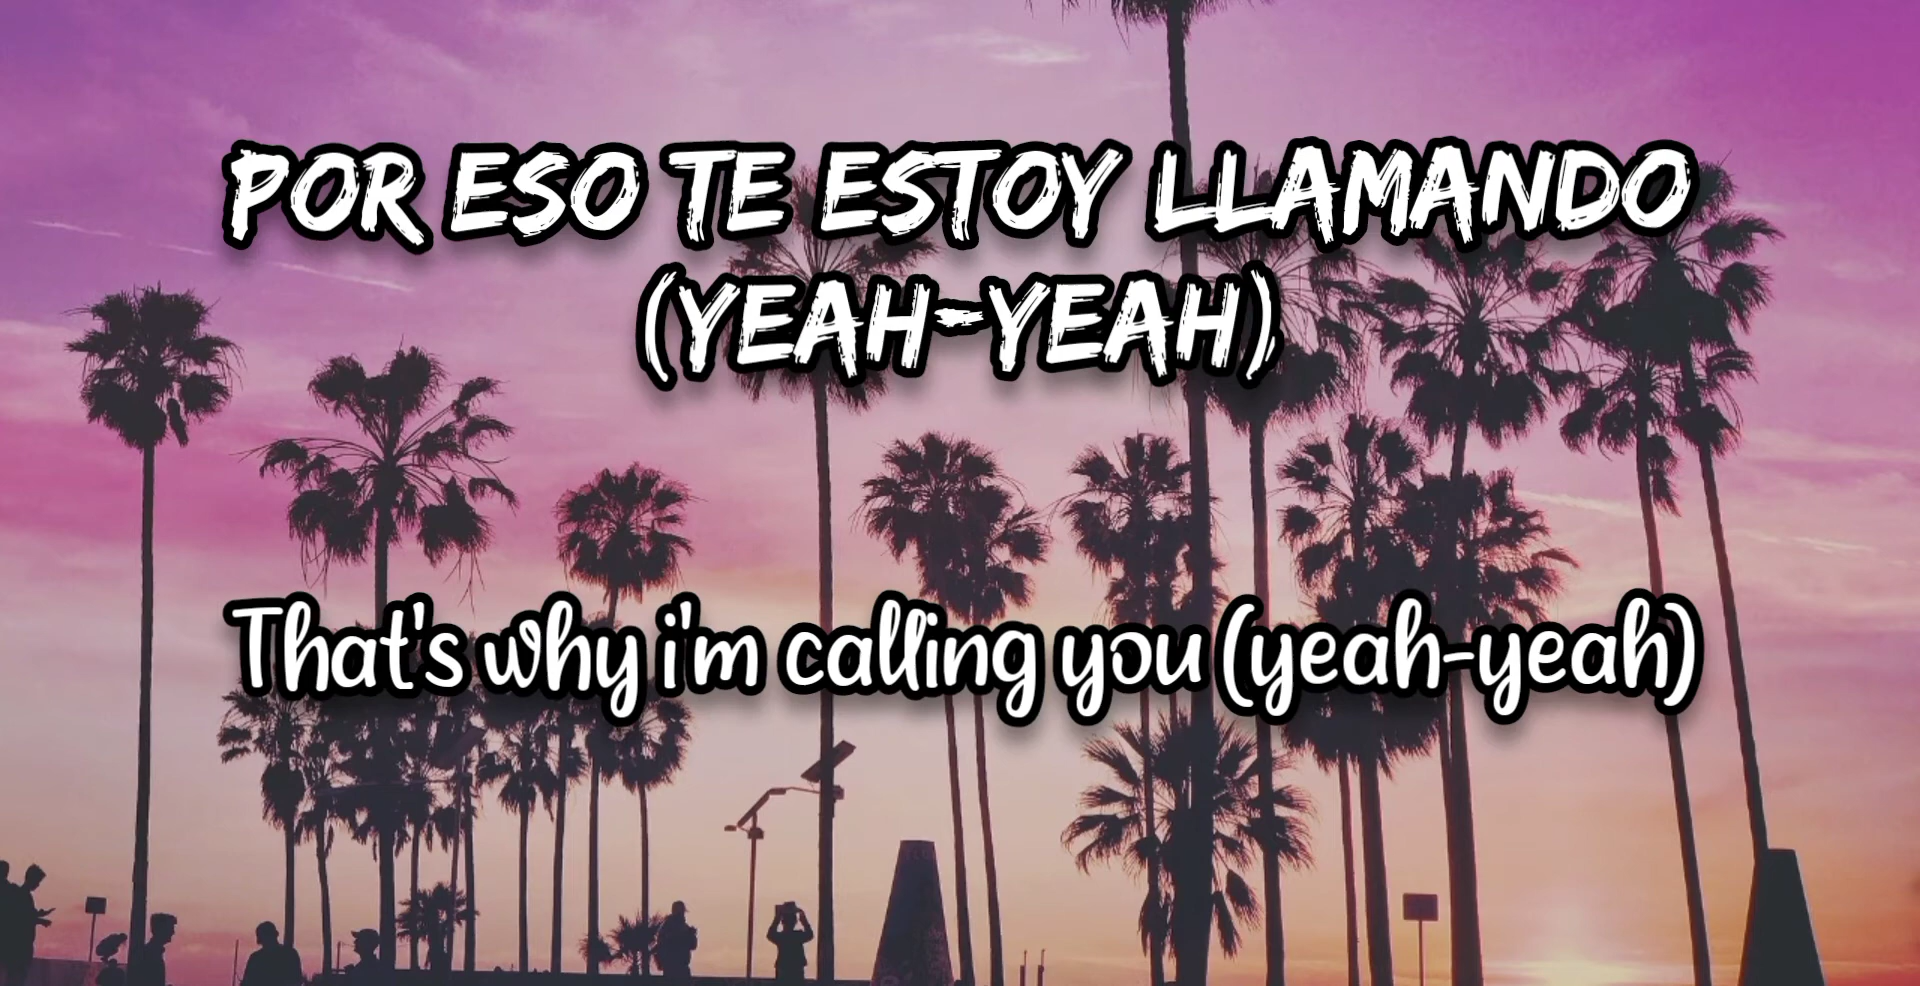 POR ESO TE ESTOY LLAMANDO
(YEAH-YEAH)
That's why i'm calling you (yeah-yeah)